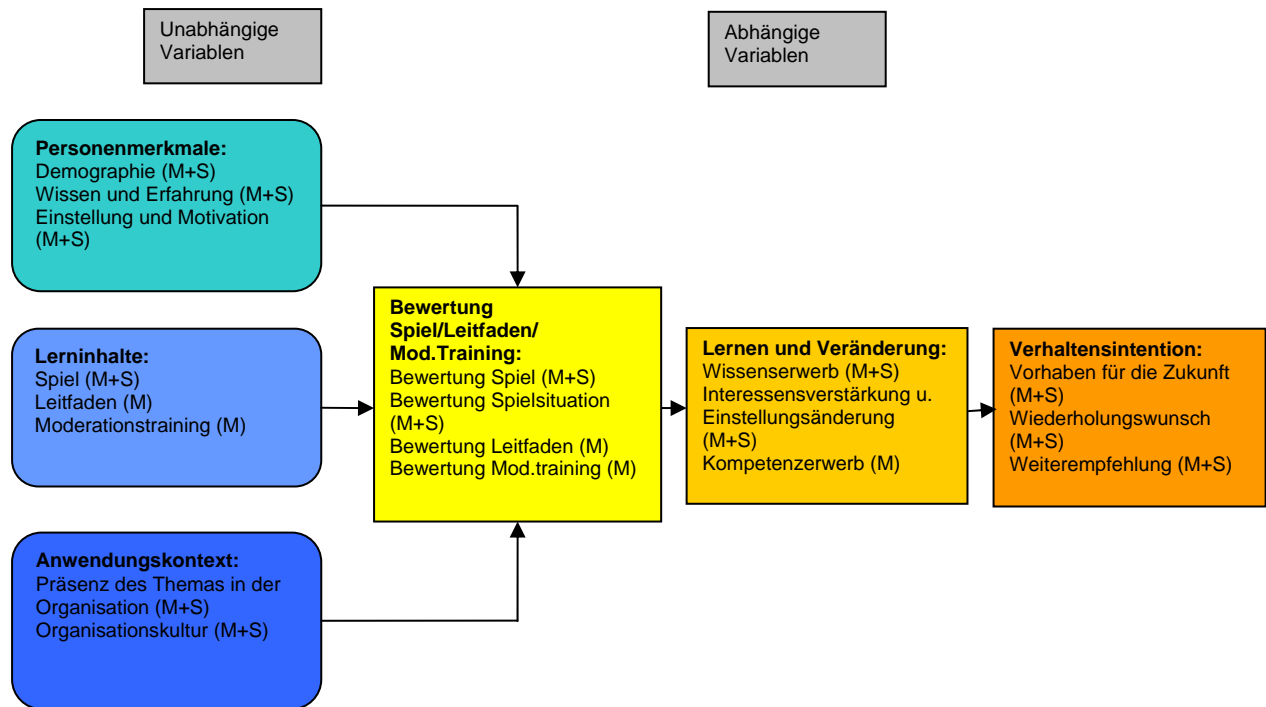 Unabhängige
Variablen
Abhängige
Variablen
Personenmerkmale:
Demographie (M+S)
Wissen und Erfahrung (M+S)
Einstellung und Motivation
(M+S)
Lerninhalte:
Spiel (M+S)
Leitfaden (M)
Moderationstraining (M)
Anwendungskontext:
Präsenz des Themas in der
Organisation (M+S)
Organisationskultur (M+S)
Bewertung
Spiel/Leitfaden/
Mod.Training:
Bewertung Spiel (M+S)
Bewertung Spielsituation
(M+S)
Bewertung Leitfaden (M)
Bewertung Mod.training (M)
Lernen und Veränderung:
Wissenserwerb (M+S)
Interessensverstärkung u.
Einstellungsänderung
(M+S)
Kompetenzerwerb (M)
Verhaltensintention:
Vorhaben für die Zukunft
(M+S)
Wiederholungswunsch
(M+S)
Weiterempfehlung (M+S)